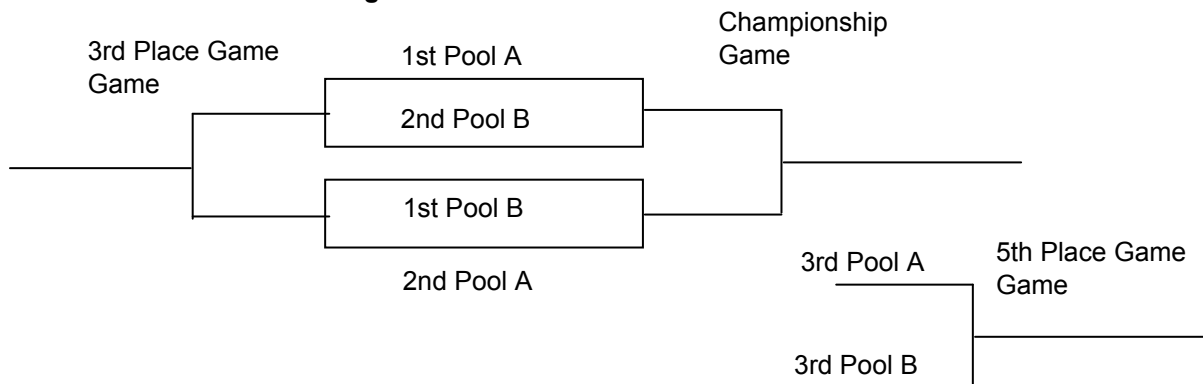 3rd Place Game
Game
1st Pool A
2nd Pool B
1st Pool B
2nd Pool A
Championship
Game
3rd Pool A
3rd Pool B
5th Place Game
Game